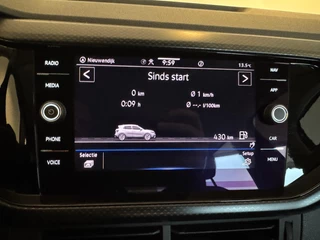 Nieuwendijk 9:59 13.5°C
RADIO
MEDIA
PHONE
VOICE
Sinds start
0 km Ø 1 km/h
0:09 h Ø --,- l/100km
430 km
Selectie
Setup
NAV
APP
CAR
MENU